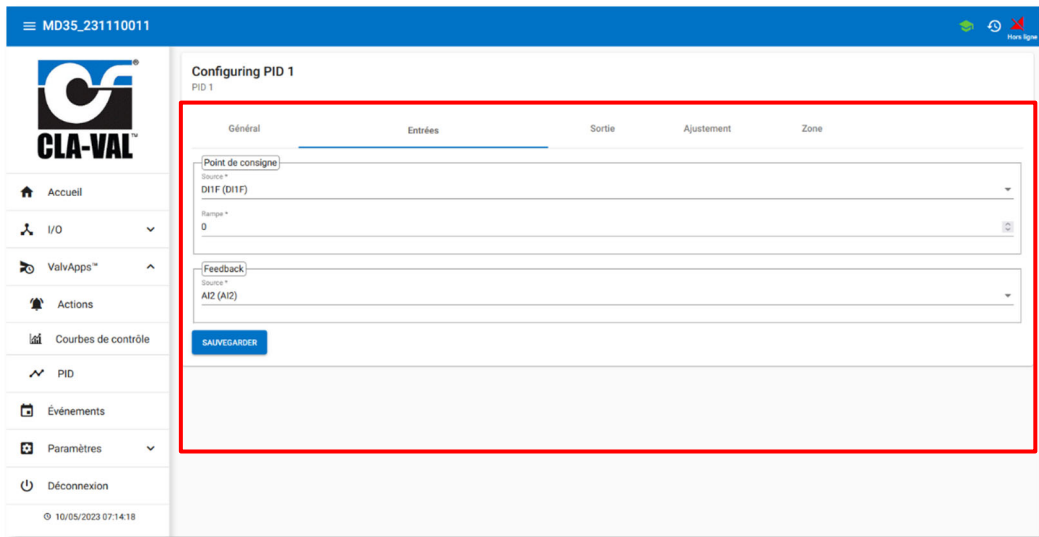 MD35_231110011
Hors ligne
CLA-VAL™
Accueil
I/O
ValvApps™
Actions
Courbes de contrôle
PID
Événements
Paramètres
Déconnexion
10/05/2023 07:14:18
Configuring PID 1
PID 1
Général Entrées Sortie Ajustement Zone
Point de consigne
Source *
DI1F (DI1F)
Rampe *
0
Feedback
Source *
AI2 (AI2)
SAUVEGARDER